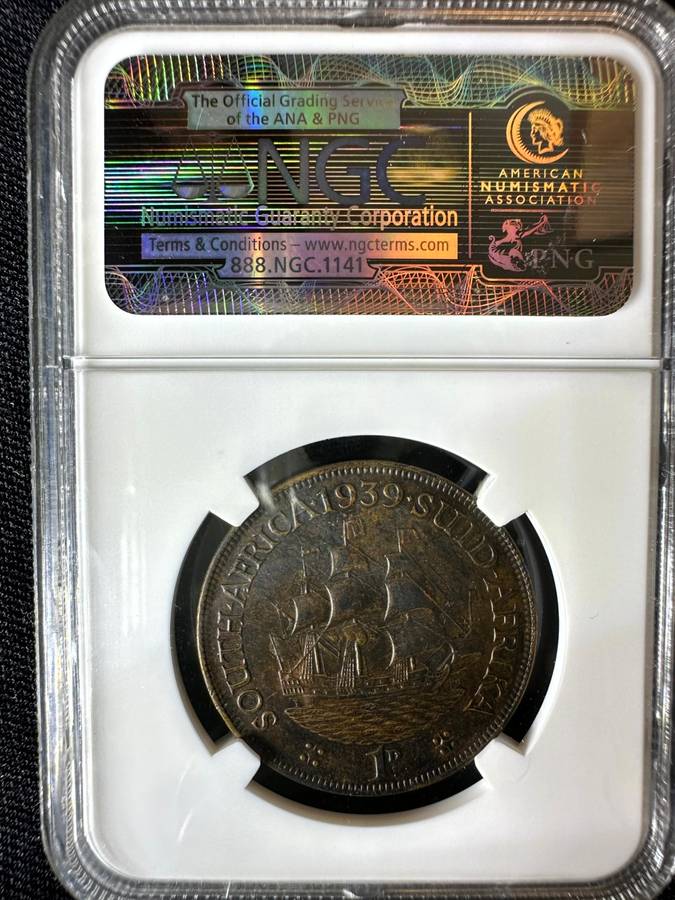 The Official Grading Service
of the ANA & PNG
NGC
Numismatic Guaranty Corporation
Terms & Conditions – www.ngcterms.com
888.NGC.1141
AMERICAN
NUMISMATIC
ASSOCIATION
PNG
SOUTH·AFRICA 1939·SUID-AFRIKA
1D